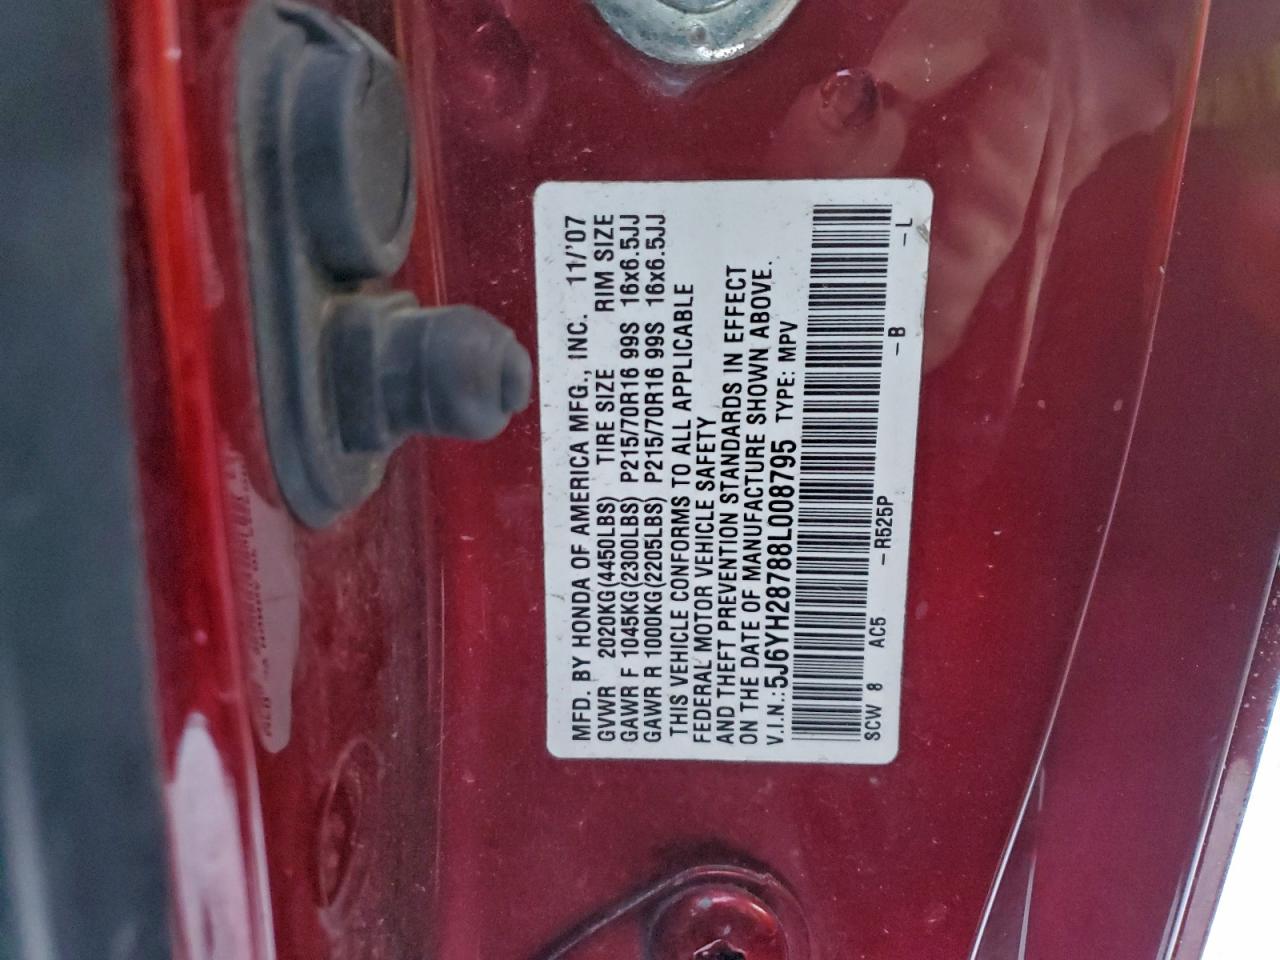 MFD. BY HONDA OF AMERICA MFG., INC. 11/'07
GVWR 2020KG(4450LBS) TIRE SIZE RIM SIZE
GAWR F 1045KG(2300LBS) P215/70R16 99S 16x6.5JJ
GAWR R 1000KG(2205LBS) P215/70R16 99S 16x6.5JJ
THIS VEHICLE CONFORMS TO ALL APPLICABLE
FEDERAL MOTOR VEHICLE SAFETY
AND THEFT PREVENTION STANDARDS IN EFFECT
ON THE DATE OF MANUFACTURE SHOWN ABOVE.
V.I.N.:5J6YH28788L008795 TYPE: MPV
SCW 8 AC5 –R525P –B –L